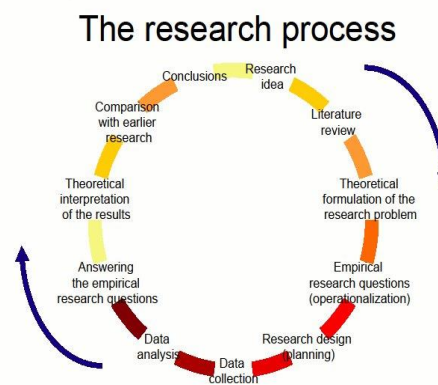 The research process
Research
idea
Literature
review
Theoretical
formulation of the
research problem
Empirical
research questions
(operationalization)
Research design
(planning)
Data
collection
Data
analysis
Answering
the empirical
research questions
Theoretical
interpretation
of the results
Comparison
with earlier
research
Conclusions